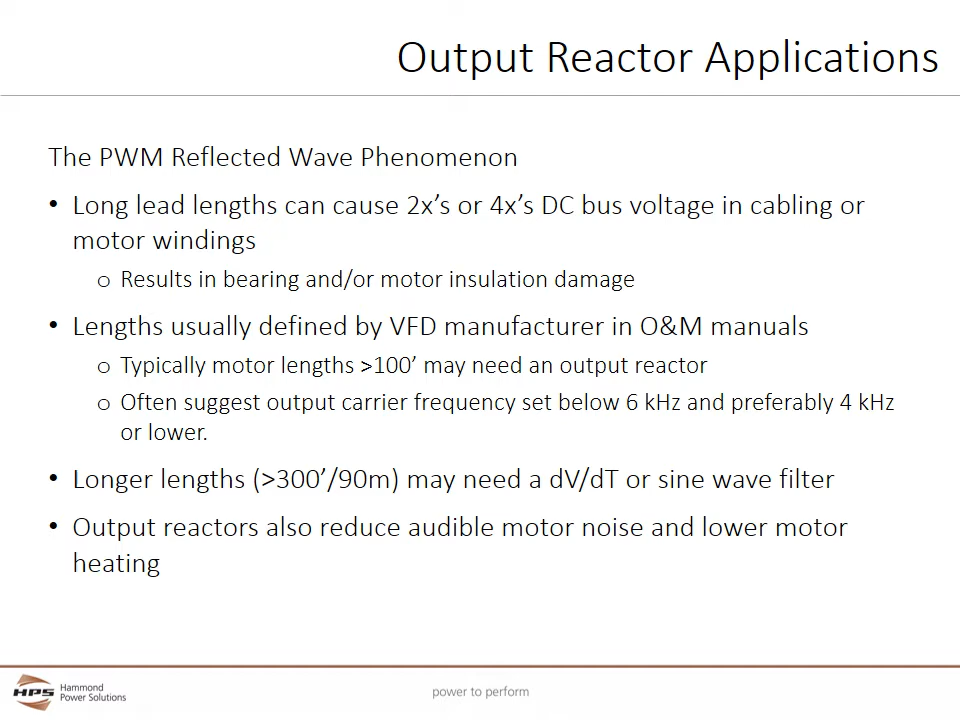 Output Reactor Applications
The PWM Reflected Wave Phenomenon
• Long lead lengths can cause 2x’s or 4x’s DC bus voltage in cabling or
motor windings
o Results in bearing and/or motor insulation damage
• Lengths usually defined by VFD manufacturer in O&M manuals
o Typically motor lengths >100’ may need an output reactor
o Often suggest output carrier frequency set below 6 kHz and preferably 4 kHz
or lower.
• Longer lengths (>300’/90m) may need a dV/dT or sine wave filter
• Output reactors also reduce audible motor noise and lower motor
heating
HPS
Hammond
Power Solutions
power to perform